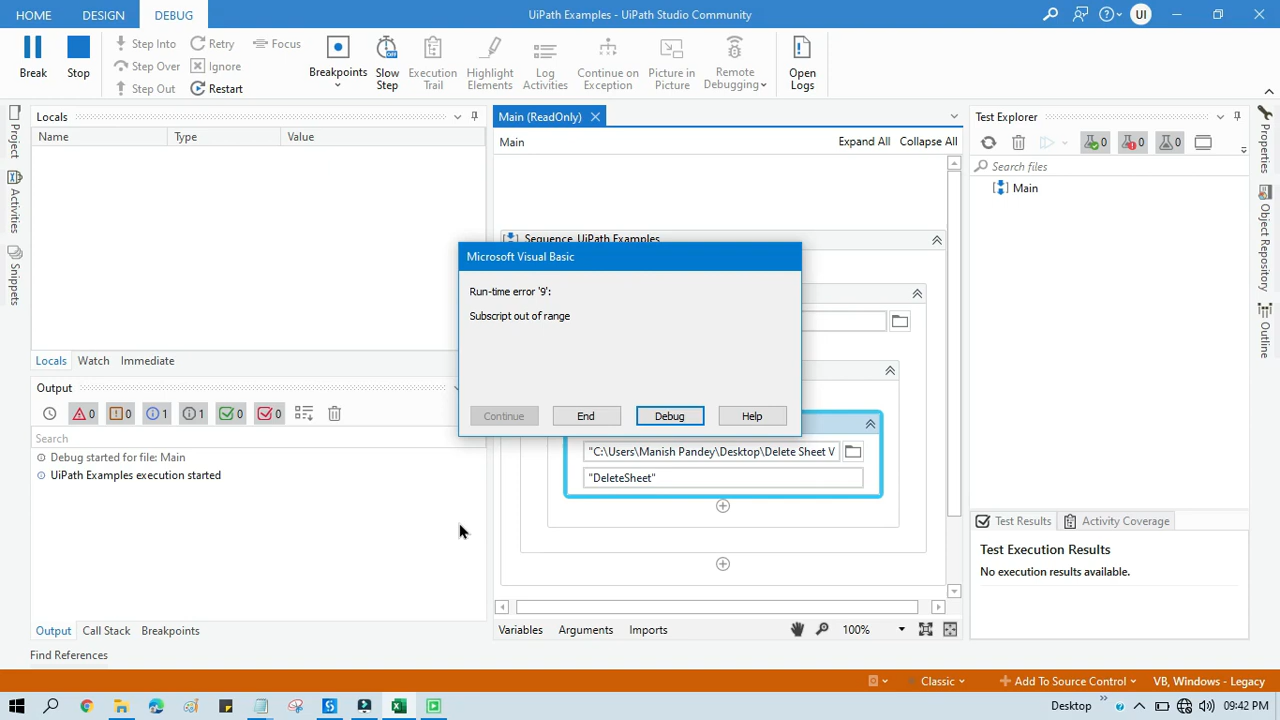 HOME DESIGN DEBUG UiPath Examples - UiPath Studio Community UI
Break Stop Step Into Step Over Step Out Retry Ignore Restart Focus
Breakpoints Slow Step Execution Trail Highlight Elements Log Activities Continue on Exception Picture in Picture Remote Debugging Open Logs
Project
Activities
Snippets
Locals
Name Type Value
Locals Watch Immediate
Output
0 0 1 1 0 0
Search
Debug started for file: Main
UiPath Examples execution started
Output Call Stack Breakpoints
Find References
Main (ReadOnly)
Main Expand All Collapse All
Sequence UiPath Examples
Microsoft Visual Basic
Run-time error '9':
Subscript out of range
Continue End Debug Help
"C:\Users\Manish Pandey\Desktop\Delete Sheet V
"DeleteSheet"
Variables Arguments Imports 100%
Test Explorer
0 0 0
Search files
Main
Test Results Activity Coverage
Test Execution Results
No execution results available.
Properties
Object Repository
Outline
Classic Add To Source Control VB, Windows - Legacy
Desktop 09:42 PM